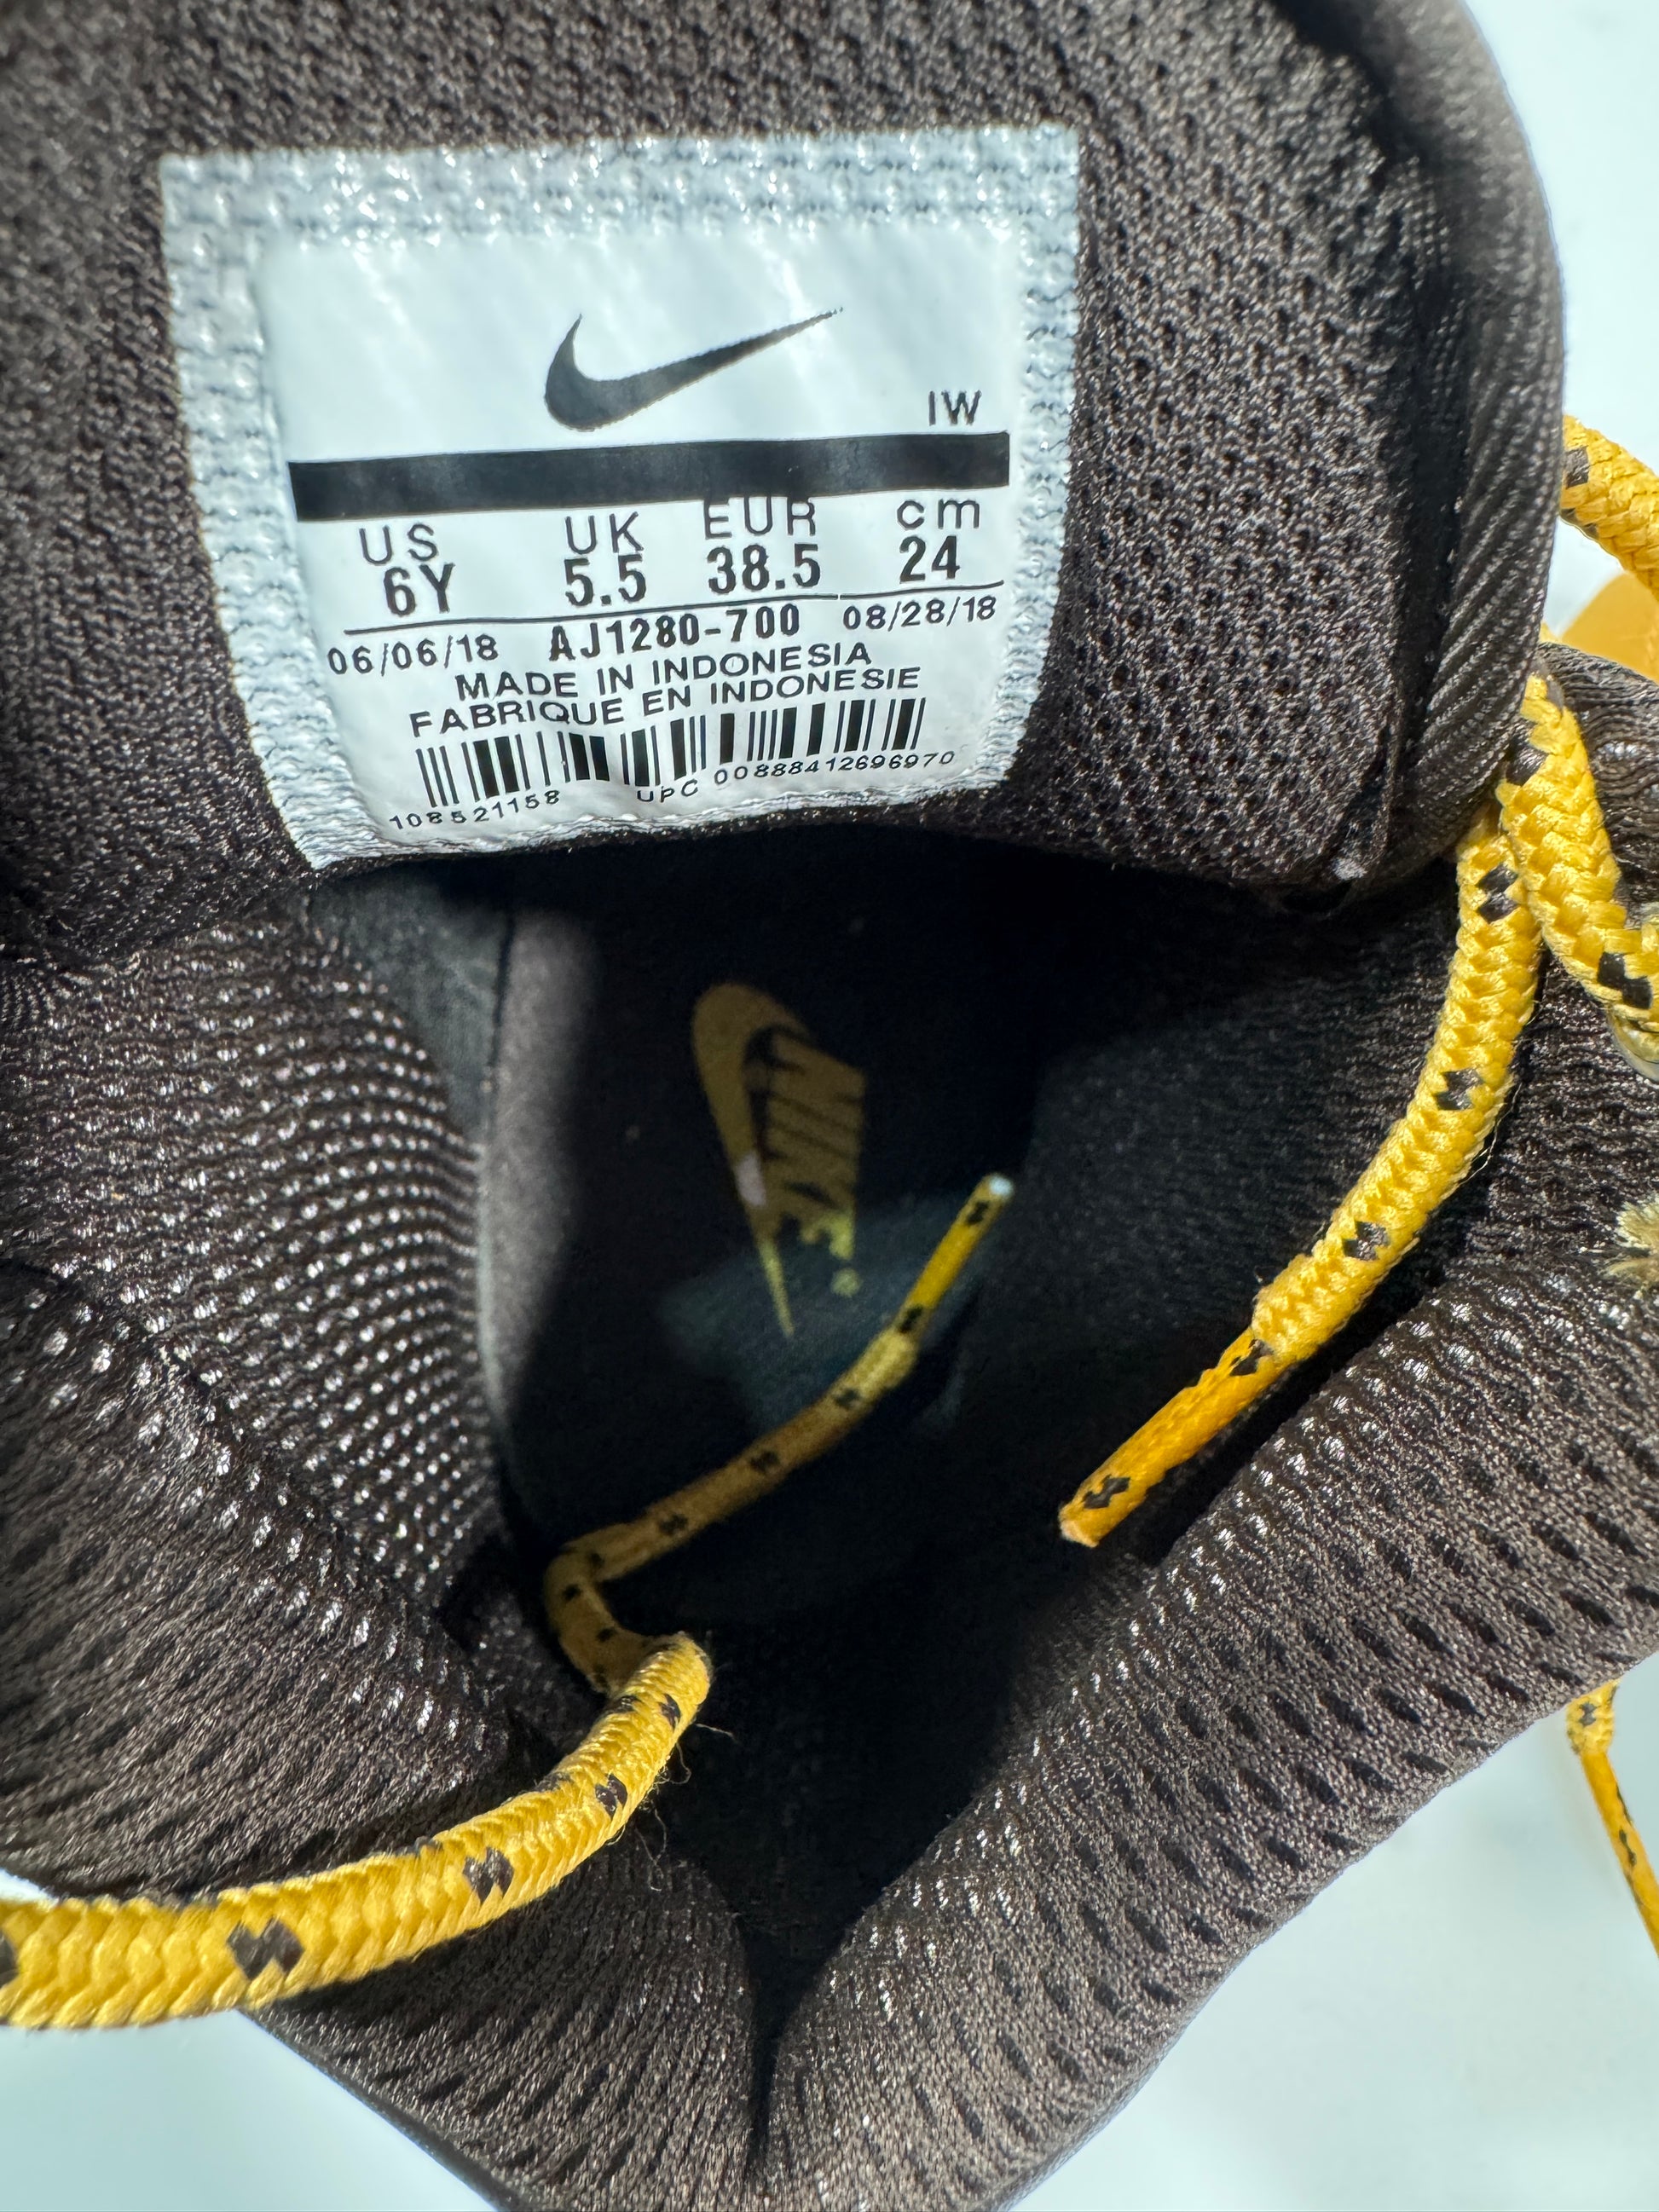 IW
US UK EUR cm
6Y 5.5 38.5 24
06/06/18 AJ1280-700 08/28/18
MADE IN INDONESIA
FABRIQUE EN INDONESIE
108521158 UPC 00888412696970
NIKE